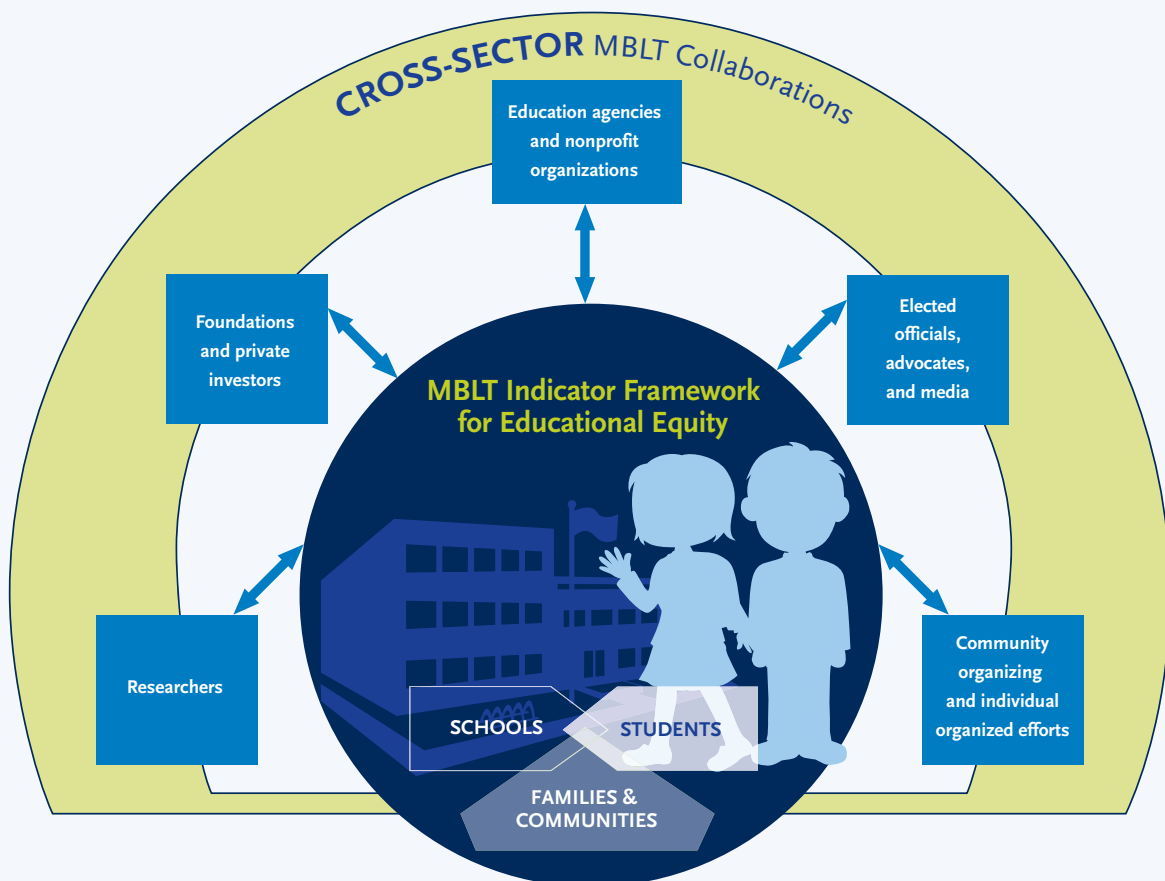 CROSS-SECTOR MBLT Collaborations
Education agencies
and nonprofit
organizations
Foundations
and private
investors
Elected
officials,
advocates,
and media
MBLT Indicator Framework
for Educational Equity
Researchers
Community
organizing
and individual
organized efforts
SCHOOLS
STUDENTS
FAMILIES &
COMMUNITIES